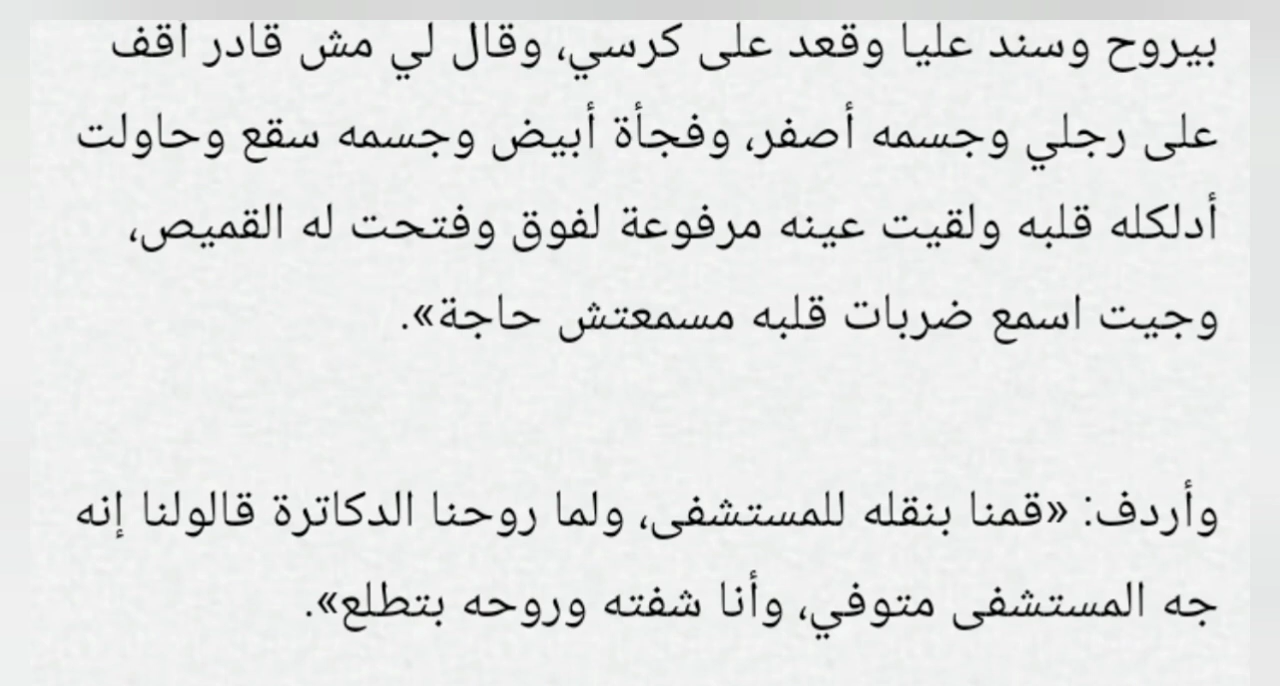 بيروح وسند عليا وقعد على كرسي، وقال لي مش قادر اقف
على رجلي وجسمه أصفر، وفجأة أبيض وجسمه سقع وحاولت
أدلكله قلبه ولقيت عينه مرفوعة لفوق وفتحت له القميص،
وجيت اسمع ضربات قلبه مسمعتش حاجة».
وأردف: «قمنا بنقله للمستشفى، ولما روحنا الدكاترة قالولنا إنه
جه المستشفى متوفي، وأنا شفته وروحه بتطلع».